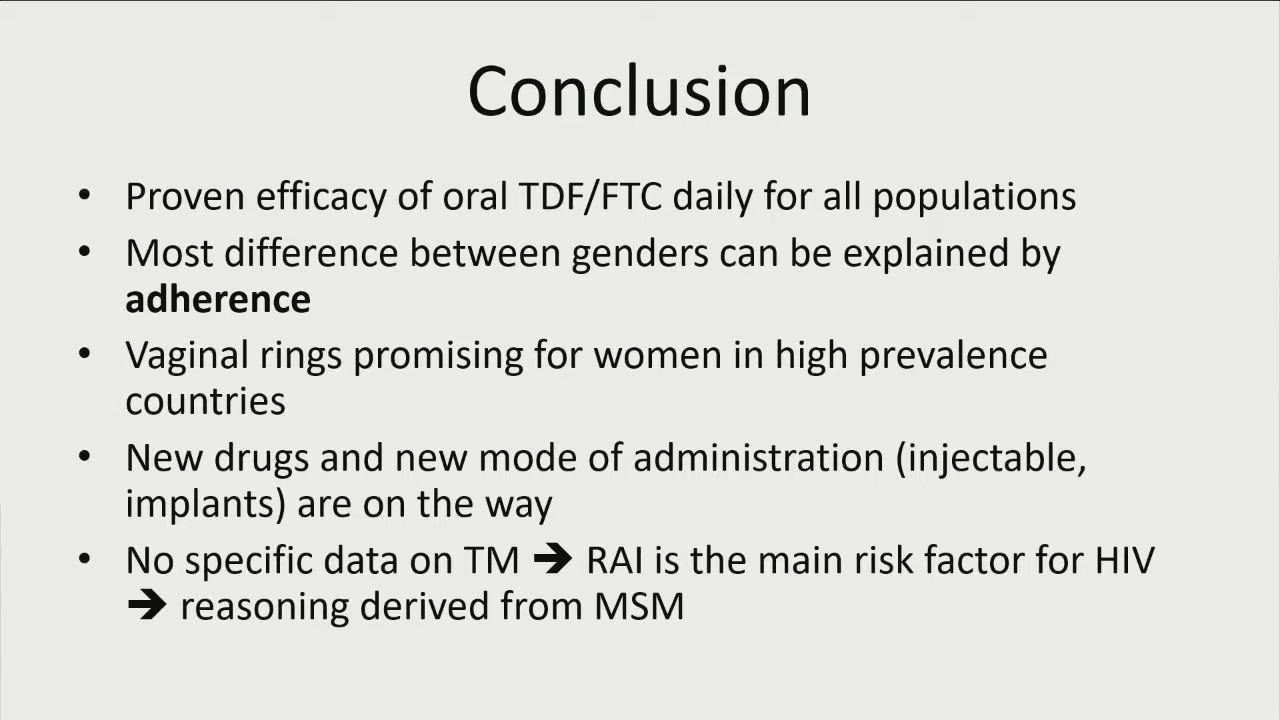 Conclusion
• Proven efficacy of oral TDF/FTC daily for all populations
• Most difference between genders can be explained by
adherence
• Vaginal rings promising for women in high prevalence
countries
• New drugs and new mode of administration (injectable,
implants) are on the way
• No specific data on TM ➔ RAI is the main risk factor for HIV
➔ reasoning derived from MSM